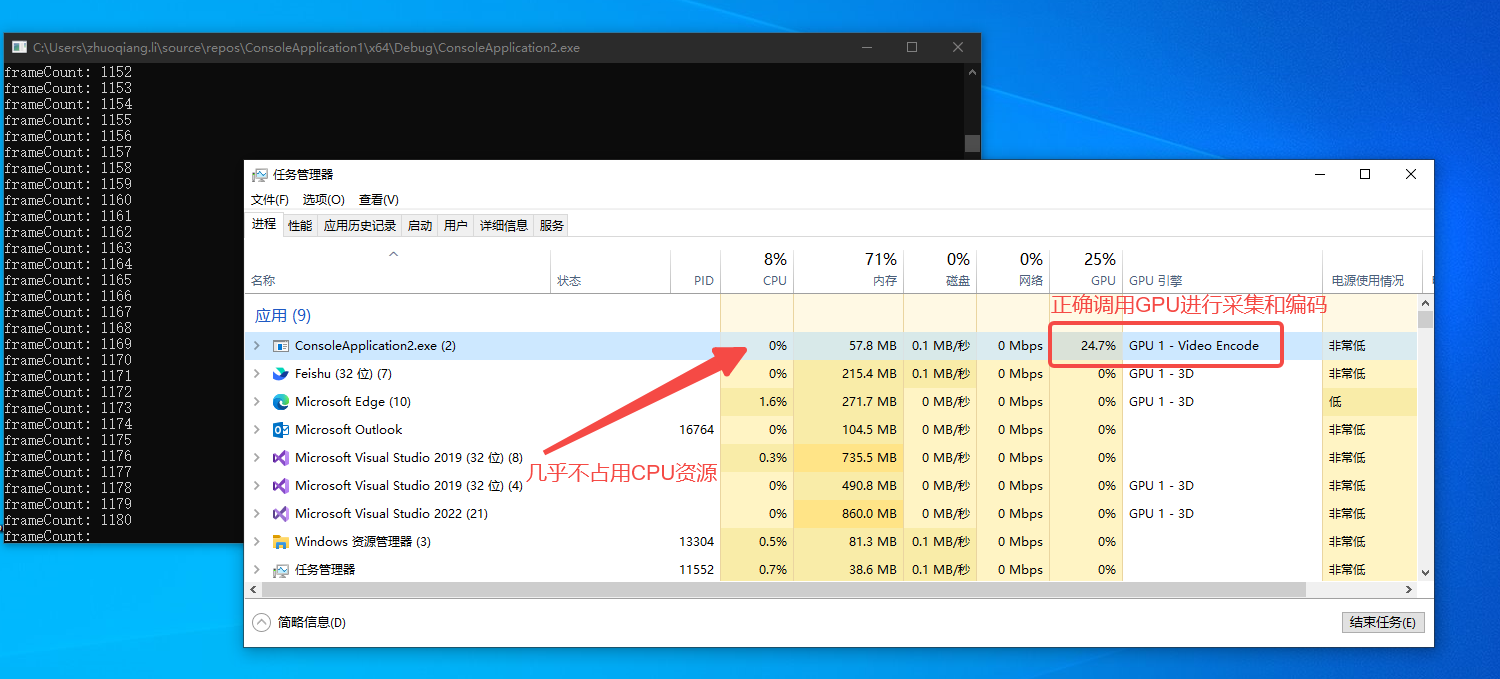 C:\Users\zhuoqiang.li\source\repos\ConsoleApplication1\x64\Debug\ConsoleApplication2.exe
frameCount: 1152
frameCount: 1153
frameCount: 1154
frameCount: 1155
frameCount: 1156
frameCount: 1157
frameCount: 1158
frameCount: 1159
frameCount: 1160
frameCount: 1161
frameCount: 1162
frameCount: 1163
frameCount: 1164
frameCount: 1165
frameCount: 1166
frameCount: 1167
frameCount: 1168
frameCount: 1169
frameCount: 1170
frameCount: 1171
frameCount: 1172
frameCount: 1173
frameCount: 1174
frameCount: 1175
frameCount: 1176
frameCount: 1177
frameCount: 1178
frameCount: 1179
frameCount: 1180
frameCount:
任务管理器
文件(F) 选项(O) 查看(V)
进程 性能 应用历史记录 启动 用户 详细信息 服务
8% 71% 0% 0% 25%
名称 状态 PID CPU 内存 磁盘 网络 GPU GPU 引擎 电源使用情况
正确调用GPU进行采集和编码
应用 (9)
ConsoleApplication2.exe (2) 0% 57.8 MB 0.1 MB/秒 0 Mbps 24.7% GPU 1 - Video Encode 非常低
Feishu (32 位) (7) 0% 215.4 MB 0.1 MB/秒 0 Mbps 0% GPU 1 - 3D 非常低
Microsoft Edge (10) 1.6% 271.7 MB 0 MB/秒 0 Mbps 0% GPU 1 - 3D 低
Microsoft Outlook 16764 0% 104.5 MB 0 MB/秒 0 Mbps 0% 非常低
Microsoft Visual Studio 2019 (32 位) (8) 0.3% 735.5 MB 0 MB/秒 0 Mbps 0% 非常低
几乎不占用CPU资源
Microsoft Visual Studio 2019 (32 位) (4) 0% 490.8 MB 0 MB/秒 0 Mbps 0% GPU 1 - 3D 非常低
Microsoft Visual Studio 2022 (21) 0% 860.0 MB 0 MB/秒 0 Mbps 0% GPU 1 - 3D 非常低
Windows 资源管理器 (3) 13304 0.5% 81.3 MB 0.1 MB/秒 0 Mbps 0% 非常低
任务管理器 11552 0.7% 38.6 MB 0.1 MB/秒 0 Mbps 0% 非常低
简略信息(D) 结束任务(E)